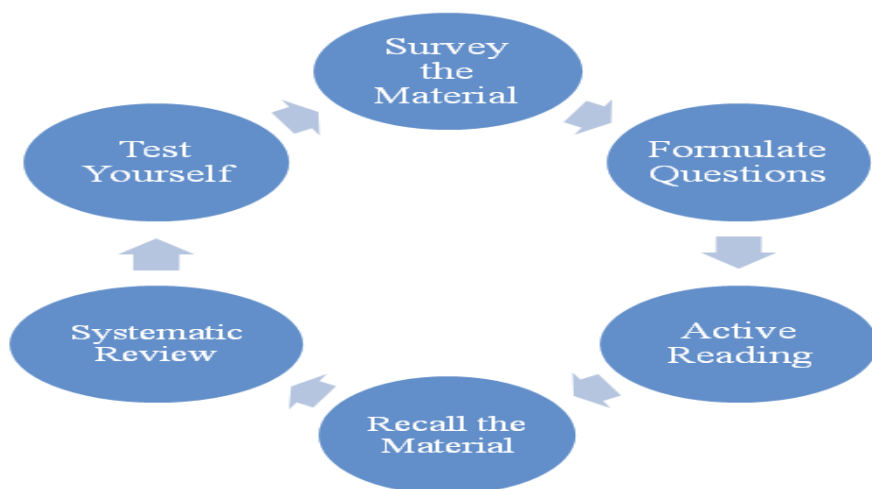 Survey
the
Material
Formulate
Questions
Active
Reading
Recall the
Material
Systematic
Review
Test
Yourself